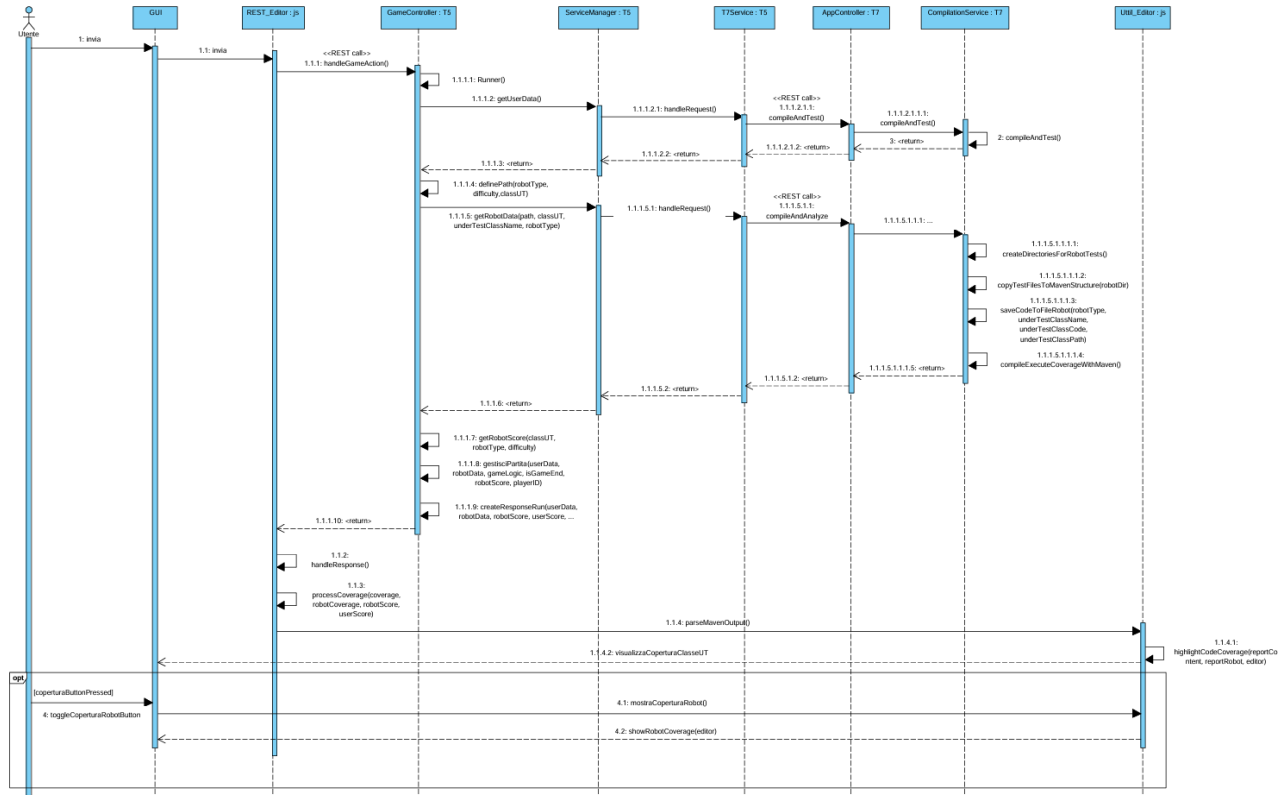 GUI
REST_Editor : js
GameController : T5
ServiceManager : T5
T7Service : T5
AppController : T7
CompilationService : T7
Util_Editor : js
Utente
1: invia
1.1: invia
<<REST call>>
1.1.1: handleGameAction()
1.1.1.1: Runner()
1.1.1.2: getUserData()
1.1.1.2.1: handleRequest()
<<REST call>>
1.1.1.2.1.1:
compileAndTest()
1.1.1.2.1.1.1:
compileAndTest()
2: compileAndTest()
3: <return>
1.1.1.2.1.2: <return>
1.1.1.2.2: <return>
1.1.1.3: <return>
1.1.1.4: definePath(robotType,
difficulty,classUT)
1.1.1.5: getRobotData(path, classUT,
underTestClassName, robotType)
1.1.1.5.1: handleRequest()
<<REST call>>
1.1.1.5.1.1:
compileAndAnalyze
1.1.1.5.1.1.1: ...
1.1.1.5.1.1.1.1:
createDirectoriesForRobotTests()
1.1.1.5.1.1.1.2:
copyTestFilesToMavenStructure(robotDir)
1.1.1.5.1.1.1.3:
saveCodeToFileRobot(robotType,
underTestClassName,
underTestClassCode,
underTestClassPath)
1.1.1.5.1.1.1.4:
compileExecuteCoverageWithMaven()
1.1.1.5.1.1.1.5: <return>
1.1.1.5.1.2: <return>
1.1.1.5.2: <return>
1.1.1.6: <return>
1.1.1.7: getRobotScore(classUT,
robotType, difficulty)
1.1.1.8: gestisciPartita(userData,
robotData, gameLogic, isGameEnd,
robotScore, playerID)
1.1.1.9: createResponseRun(userData,
robotData, robotScore, userScore, ...
1.1.1.10: <return>
1.1.2:
handleResponse()
1.1.3:
processCoverage(coverage,
robotCoverage, robotScore,
userScore)
1.1.4: parseMavenOutput()
1.1.4.1:
highlightCodeCoverage(reportCo
ntent, reportRobot, editor)
1.1.4.2: visualizzaCoperturaClasseUT
opt
[coperturaButtonPressed]
4: toggleCoperturaRobotButton
4.1: mostraCoperturaRobot()
4.2: showRobotCoverage(editor)